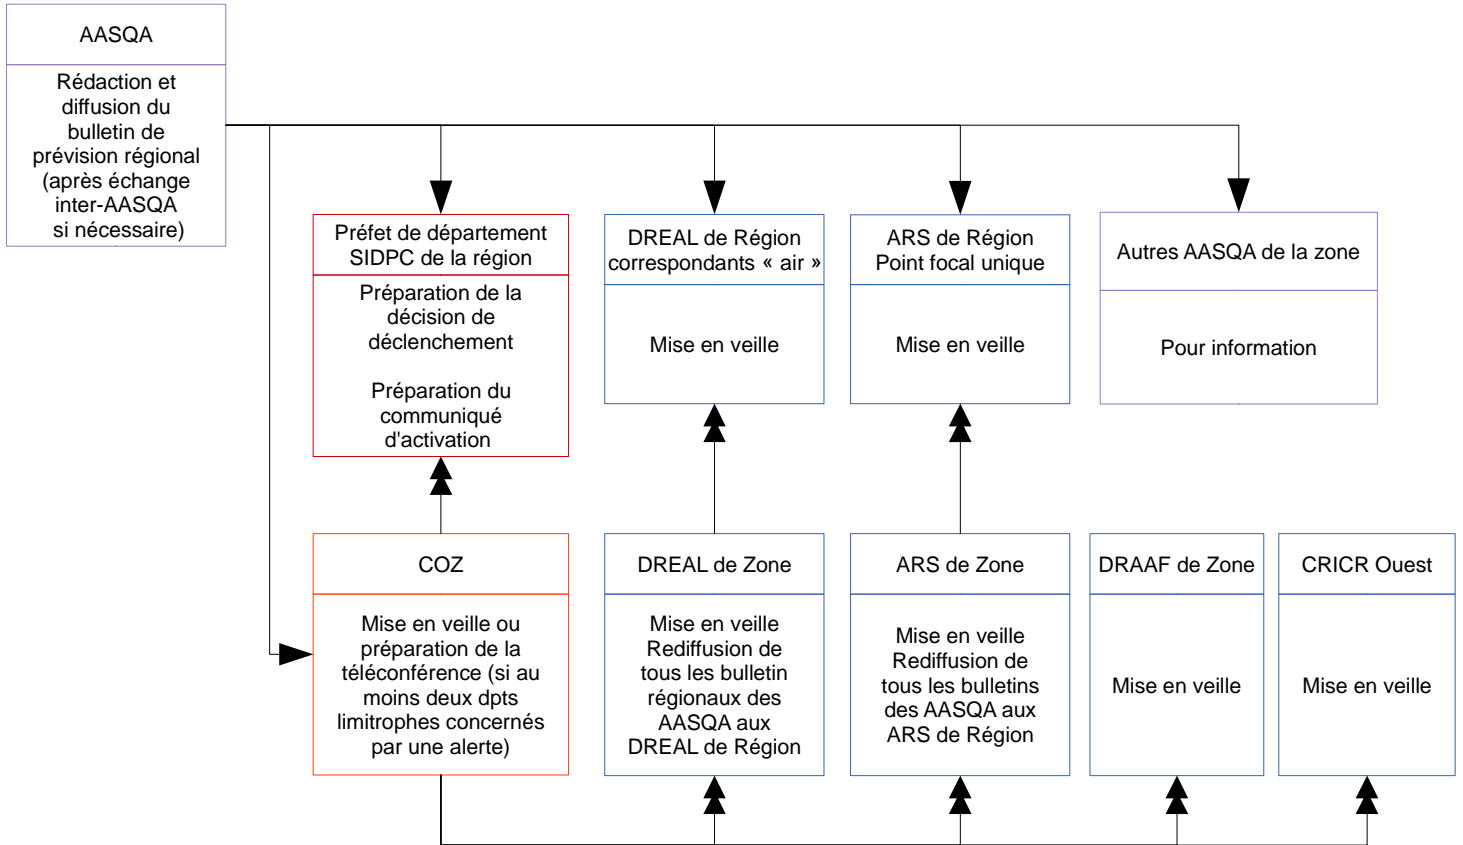 AASQA
Rédaction et
diffusion du
bulletin de
prévision régional
(après échange
inter-AASQA
si nécessaire)
Préfet de département
SIDPC de la région
Préparation de la
décision de
déclenchement
Préparation du
communiqué
d'activation
DREAL de Région
correspondants « air »
Mise en veille
ARS de Région
Point focal unique
Mise en veille
Autres AASQA de la zone
Pour information
COZ
Mise en veille ou
préparation de la
téléconférence (si au
moins deux dpts
limitrophes concernés
par une alerte)
DREAL de Zone
Mise en veille
Rediffusion de
tous les bulletin
régionaux des
AASQA aux
DREAL de Région
ARS de Zone
Mise en veille
Rediffusion de
tous les bulletins
des AASQA aux
ARS de Région
DRAAF de Zone
Mise en veille
CRICR Ouest
Mise en veille